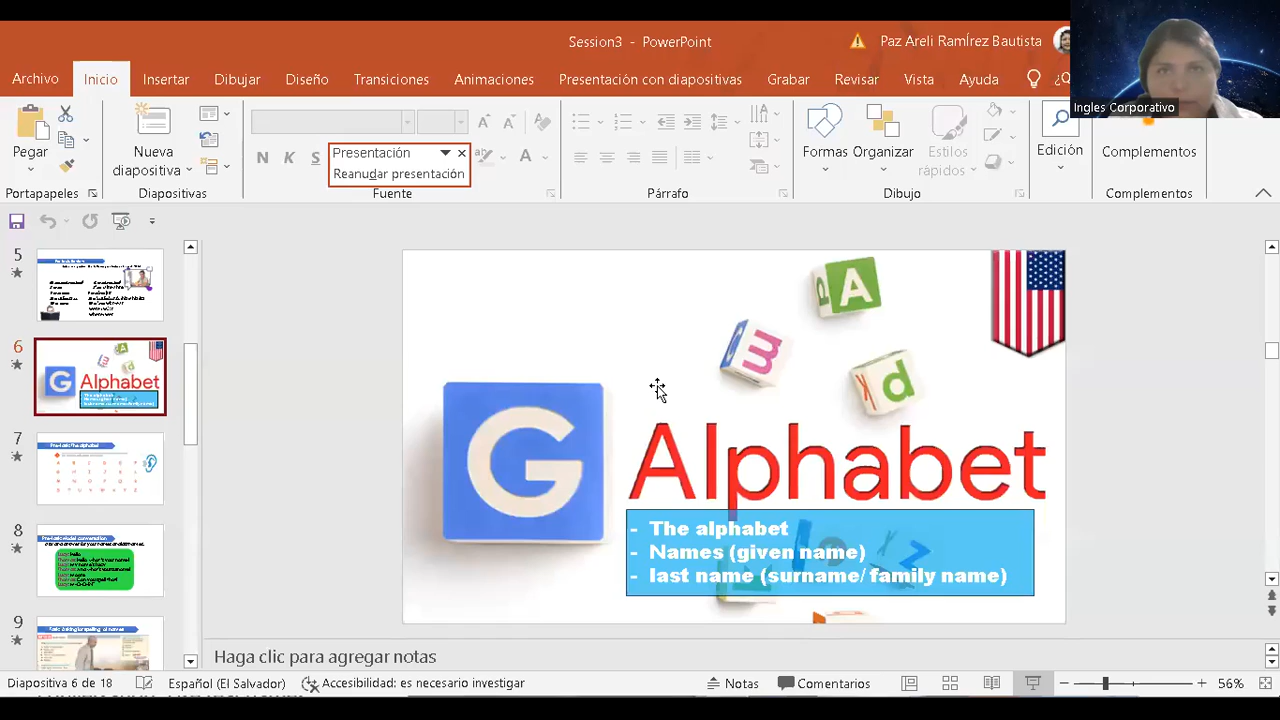 Session3 - PowerPoint
Paz Areli RamÍrez Bautista
Archivo Inicio Insertar Dibujar Diseño Transiciones Animaciones Presentación con diapositivas Grabar Revisar Vista Ayuda
Ingles Corporativo
Pegar
Nueva diapositiva
N K S
Presentación
Reanudar presentación
Formas Organizar Estilos rápidos
Edición
Complementos
Portapapeles Diapositivas Fuente Párrafo Dibujo Complementos
5
6
Alphabet
7
8
9
A
d
G Alphabet
- The alphabet
- Names (given name)
- last name (surname/ family name)
Haga clic para agregar notas
Diapositiva 6 de 18 Español (El Salvador) Accesibilidad: es necesario investigar Notas Comentarios 56%